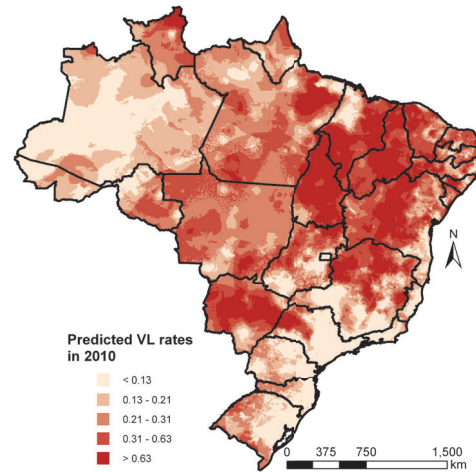 N
Predicted VL rates
in 2010
< 0.13
0.13 - 0.21
0.21 - 0.31
0.31 - 0.63
> 0.63
0 375 750 1,500
km